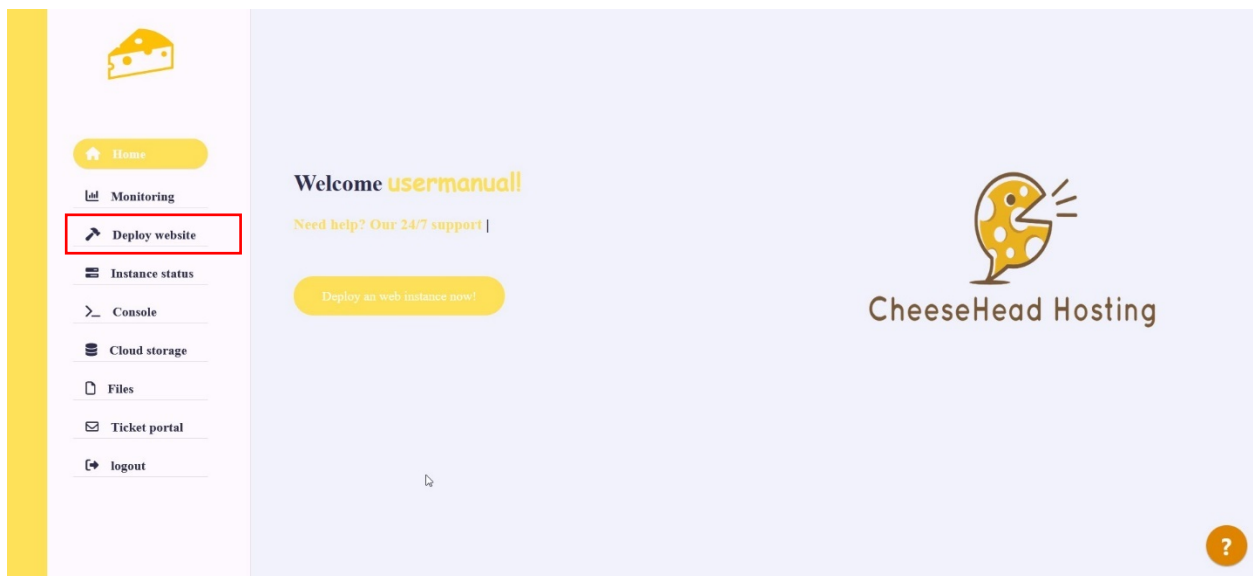 Home
Monitoring
Deploy website
Instance status
Console
Cloud storage
Files
Ticket portal
logout
Welcome usermanual!
Need help? Our 24/7 support |
Deploy an web instance now!
CheeseHead Hosting
?